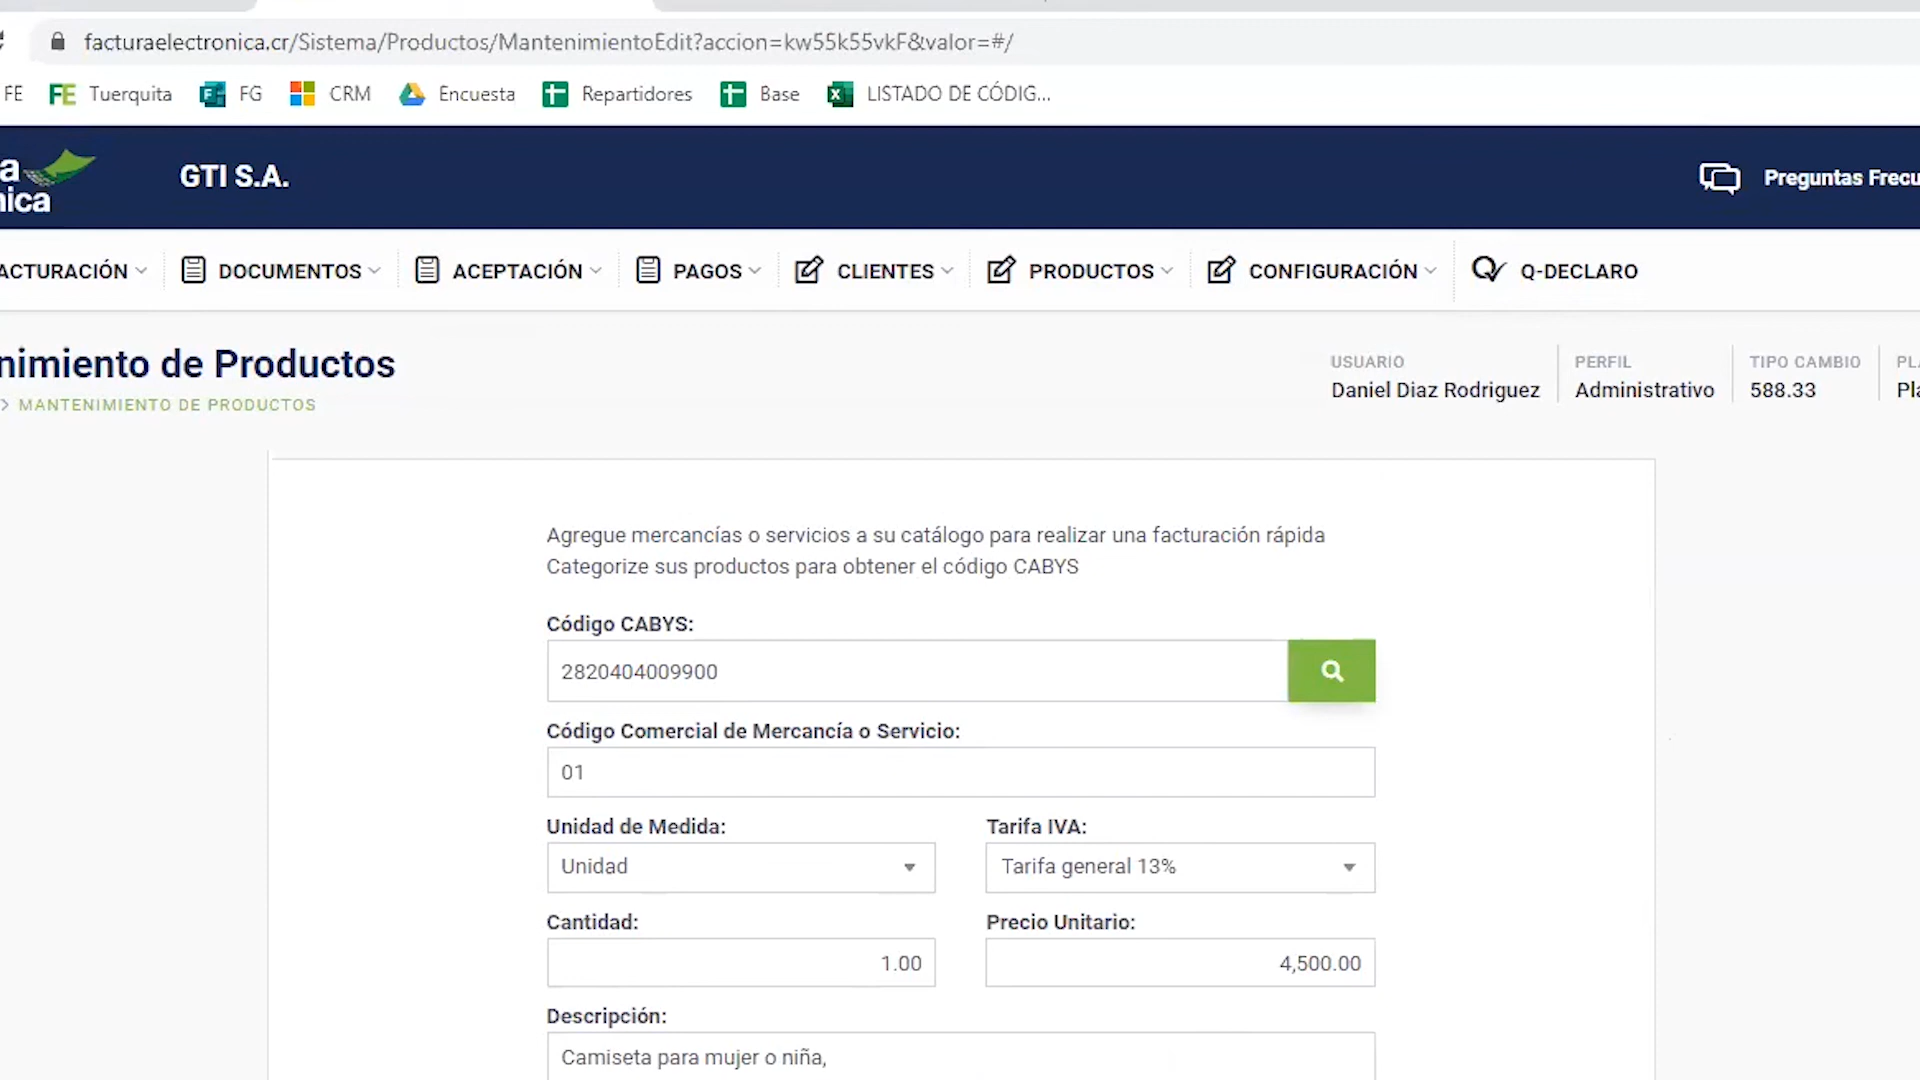 facturaelectronica.cr/Sistema/Productos/MantenimientoEdit?accion=kw55k55vkF&valor=#/
FE FE Tuerquita FG CRM Encuesta Repartidores Base LISTADO DE CÓDIG...
a
nica
GTI S.A.
Preguntas Frecu
ACTURACIÓN DOCUMENTOS ACEPTACIÓN PAGOS CLIENTES PRODUCTOS CONFIGURACIÓN Q-DECLARO
nimiento de Productos
> MANTENIMIENTO DE PRODUCTOS
USUARIO PERFIL TIPO CAMBIO PLA
Daniel Diaz Rodriguez Administrativo 588.33 Pla
Agregue mercancías o servicios a su catálogo para realizar una facturación rápida
Categorize sus productos para obtener el código CABYS
Código CABYS:
2820404009900
Código Comercial de Mercancía o Servicio:
01
Unidad de Medida: Tarifa IVA:
Unidad Tarifa general 13%
Cantidad: Precio Unitario:
1.00 4,500.00
Descripción:
Camiseta para mujer o niña,